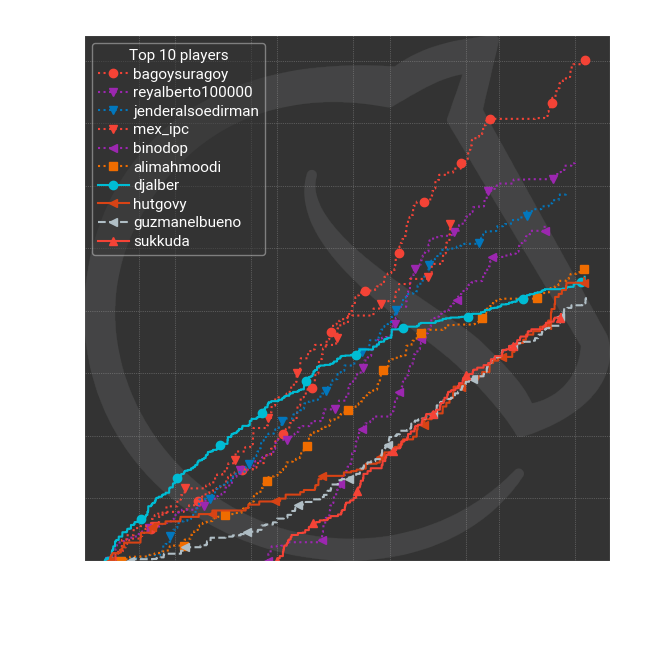 Top 10 players
bagoysuragoy
reyalberto100000
jenderalsoedirman
mex_ipc
binodop
alimahmoodi
djalber
hutgovy
guzmanelbueno
sukkuda